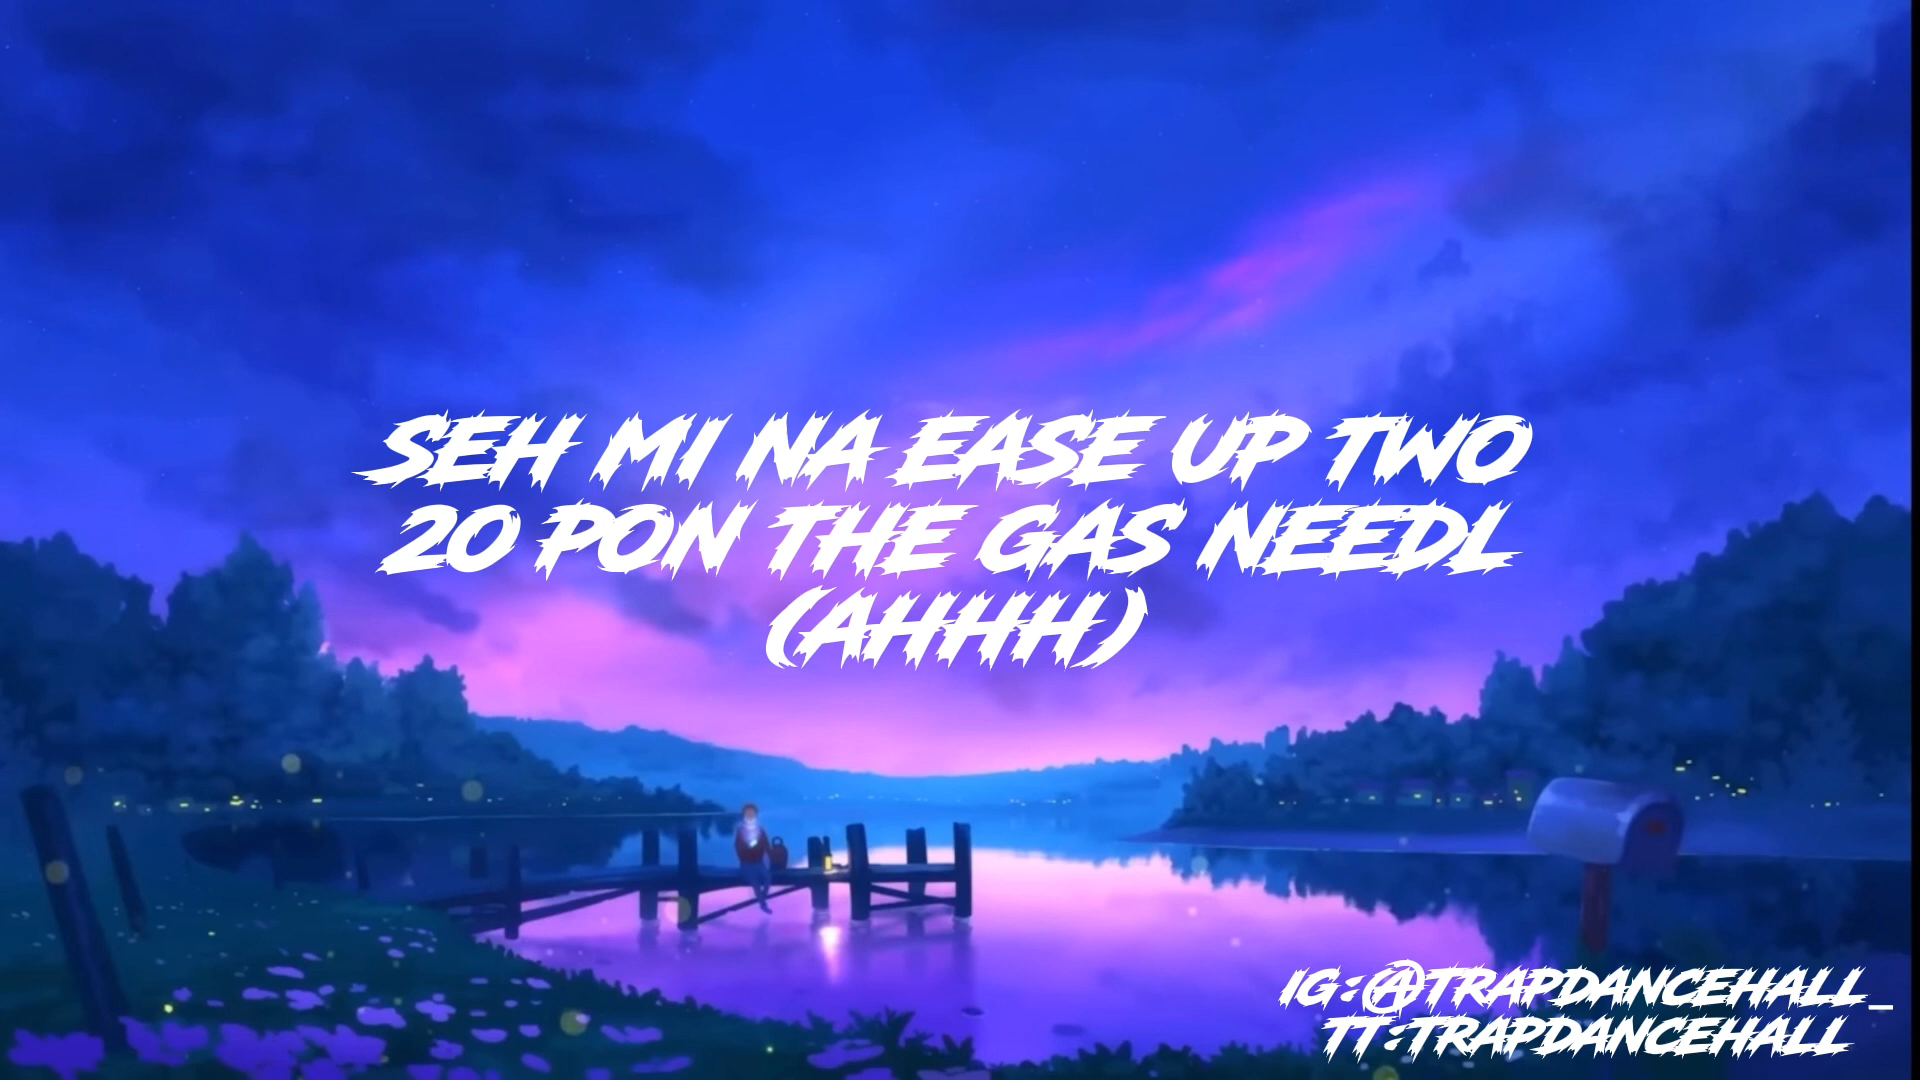 SEH MI NA EASE UP TWO
20 PON THE GAS NEEDL
(AHHH)
IG:@TRAPDANCEHALL_
TT:TRAPDANCEHALL